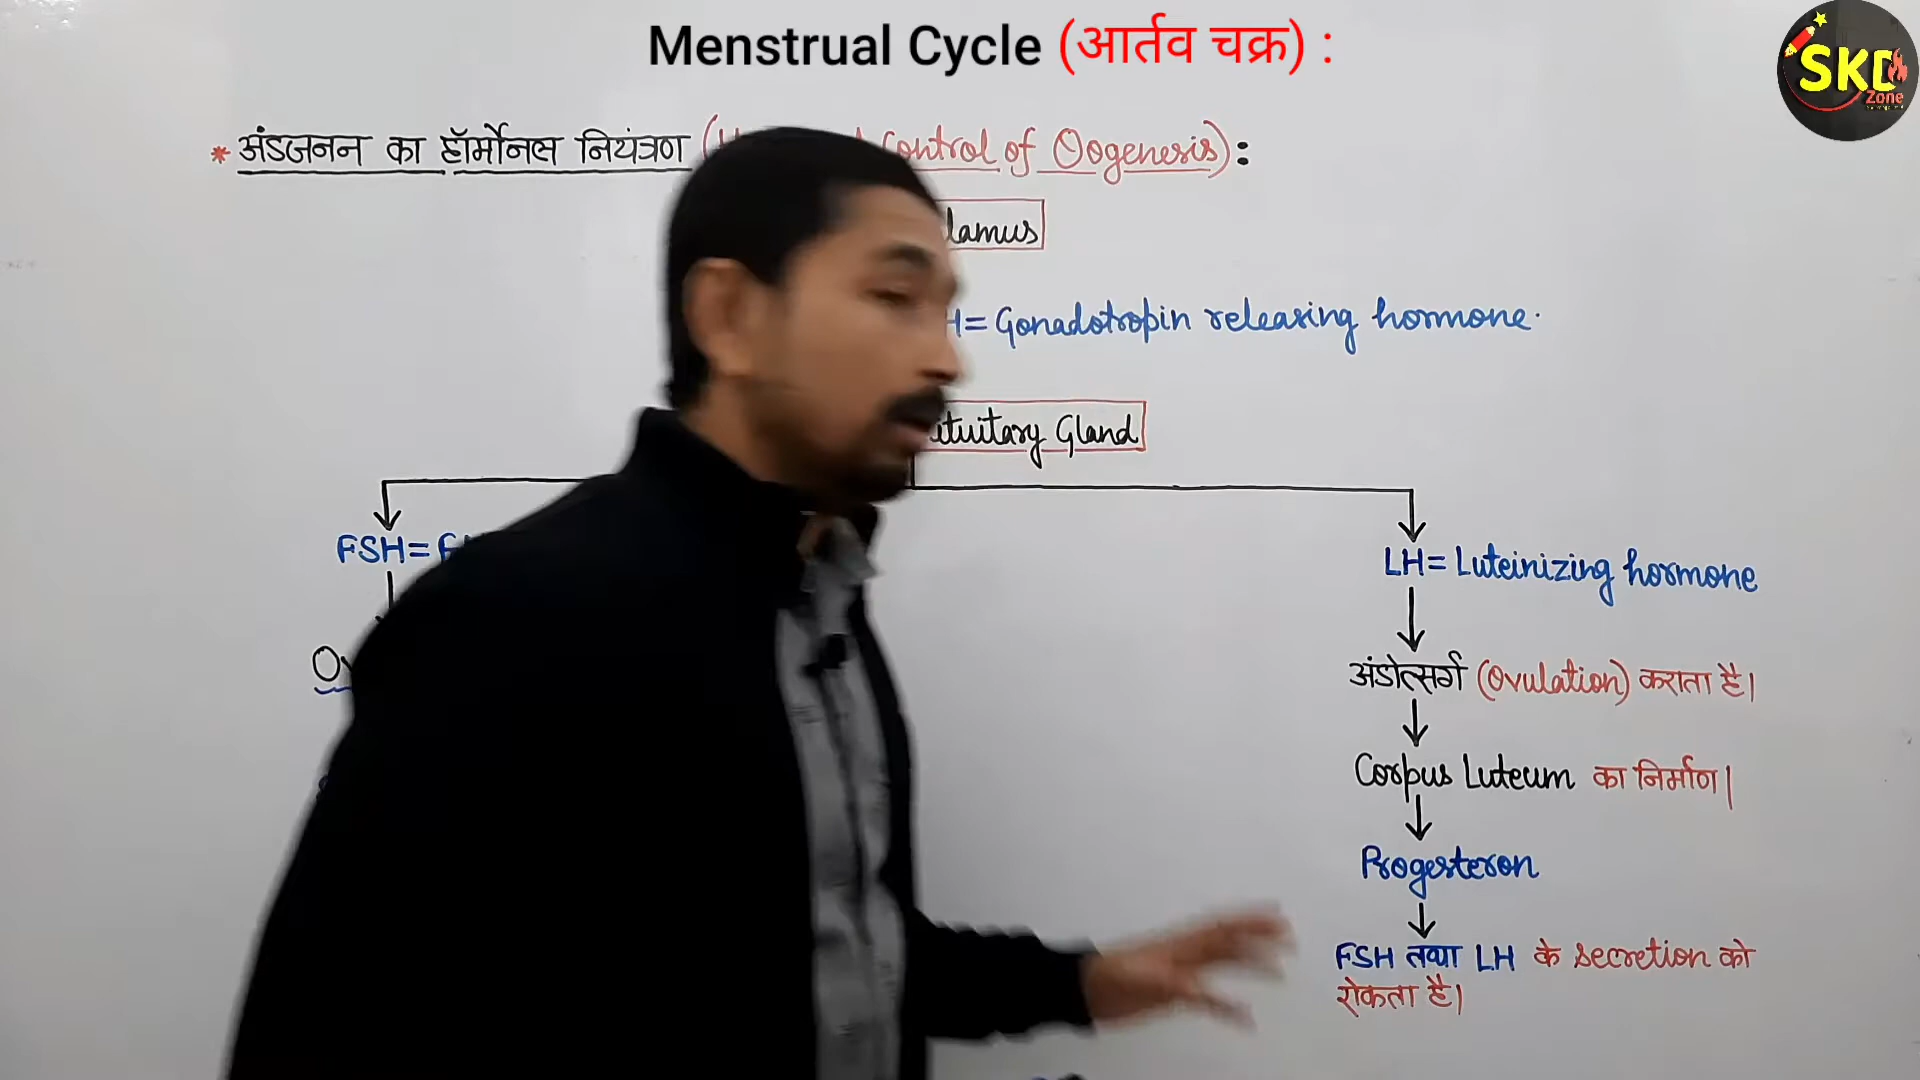 Menstrual Cycle (आर्तव चक्र) :
SKD
Zone
* अंडजनन का हॉर्मोनल नियंत्रण Control of Oogenesis) :
lamus
H= Gonadotropin releasing hormone.
ituitary Gland
FSH=
LH= Luteinizing hormone
अंडोत्सर्ग (Ovulation) कराता है।
Corpus Luteum का निर्माण।
Progesteron
FSH तथा LH के secretion को
रोकता है।